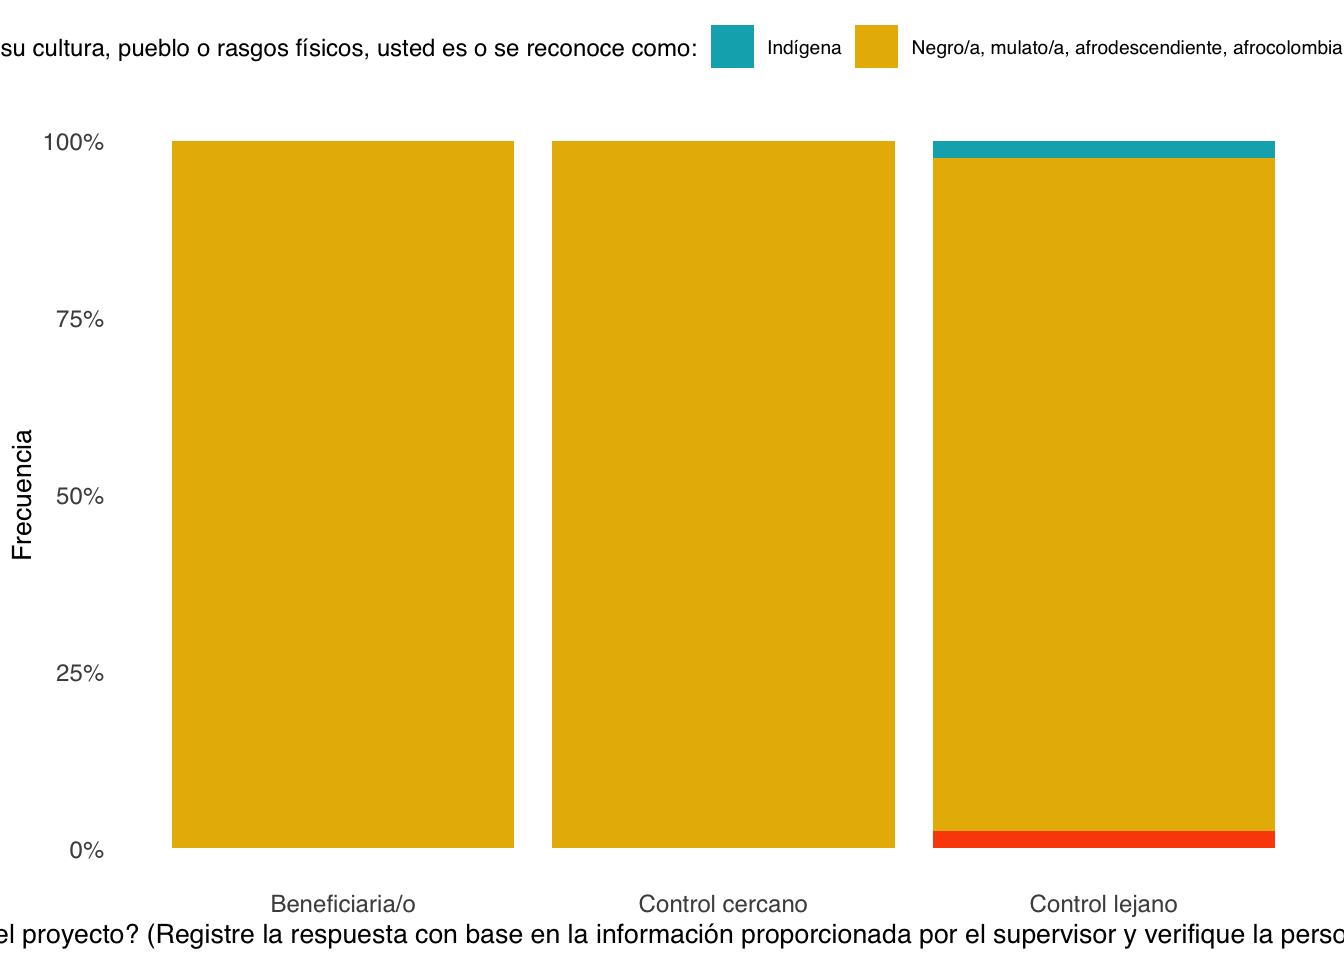 su cultura, pueblo o rasgos físicos, usted es o se reconoce como: Indígena Negro/a, mulato/a, afrodescendiente, afrocolombia
100%
75%
50%
25%
0%
Frecuencia
Beneficiaria/o Control cercano Control lejano
el proyecto? (Registre la respuesta con base en la información proporcionada por el supervisor y verifique la perso